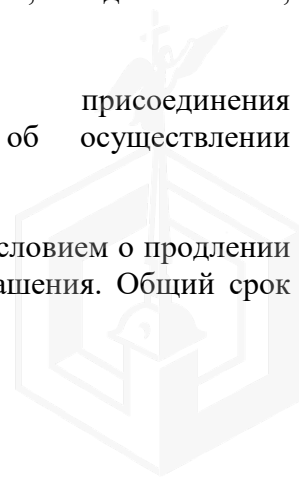 присоединения
об осуществлении
словием о продлении
ашения. Общий срок